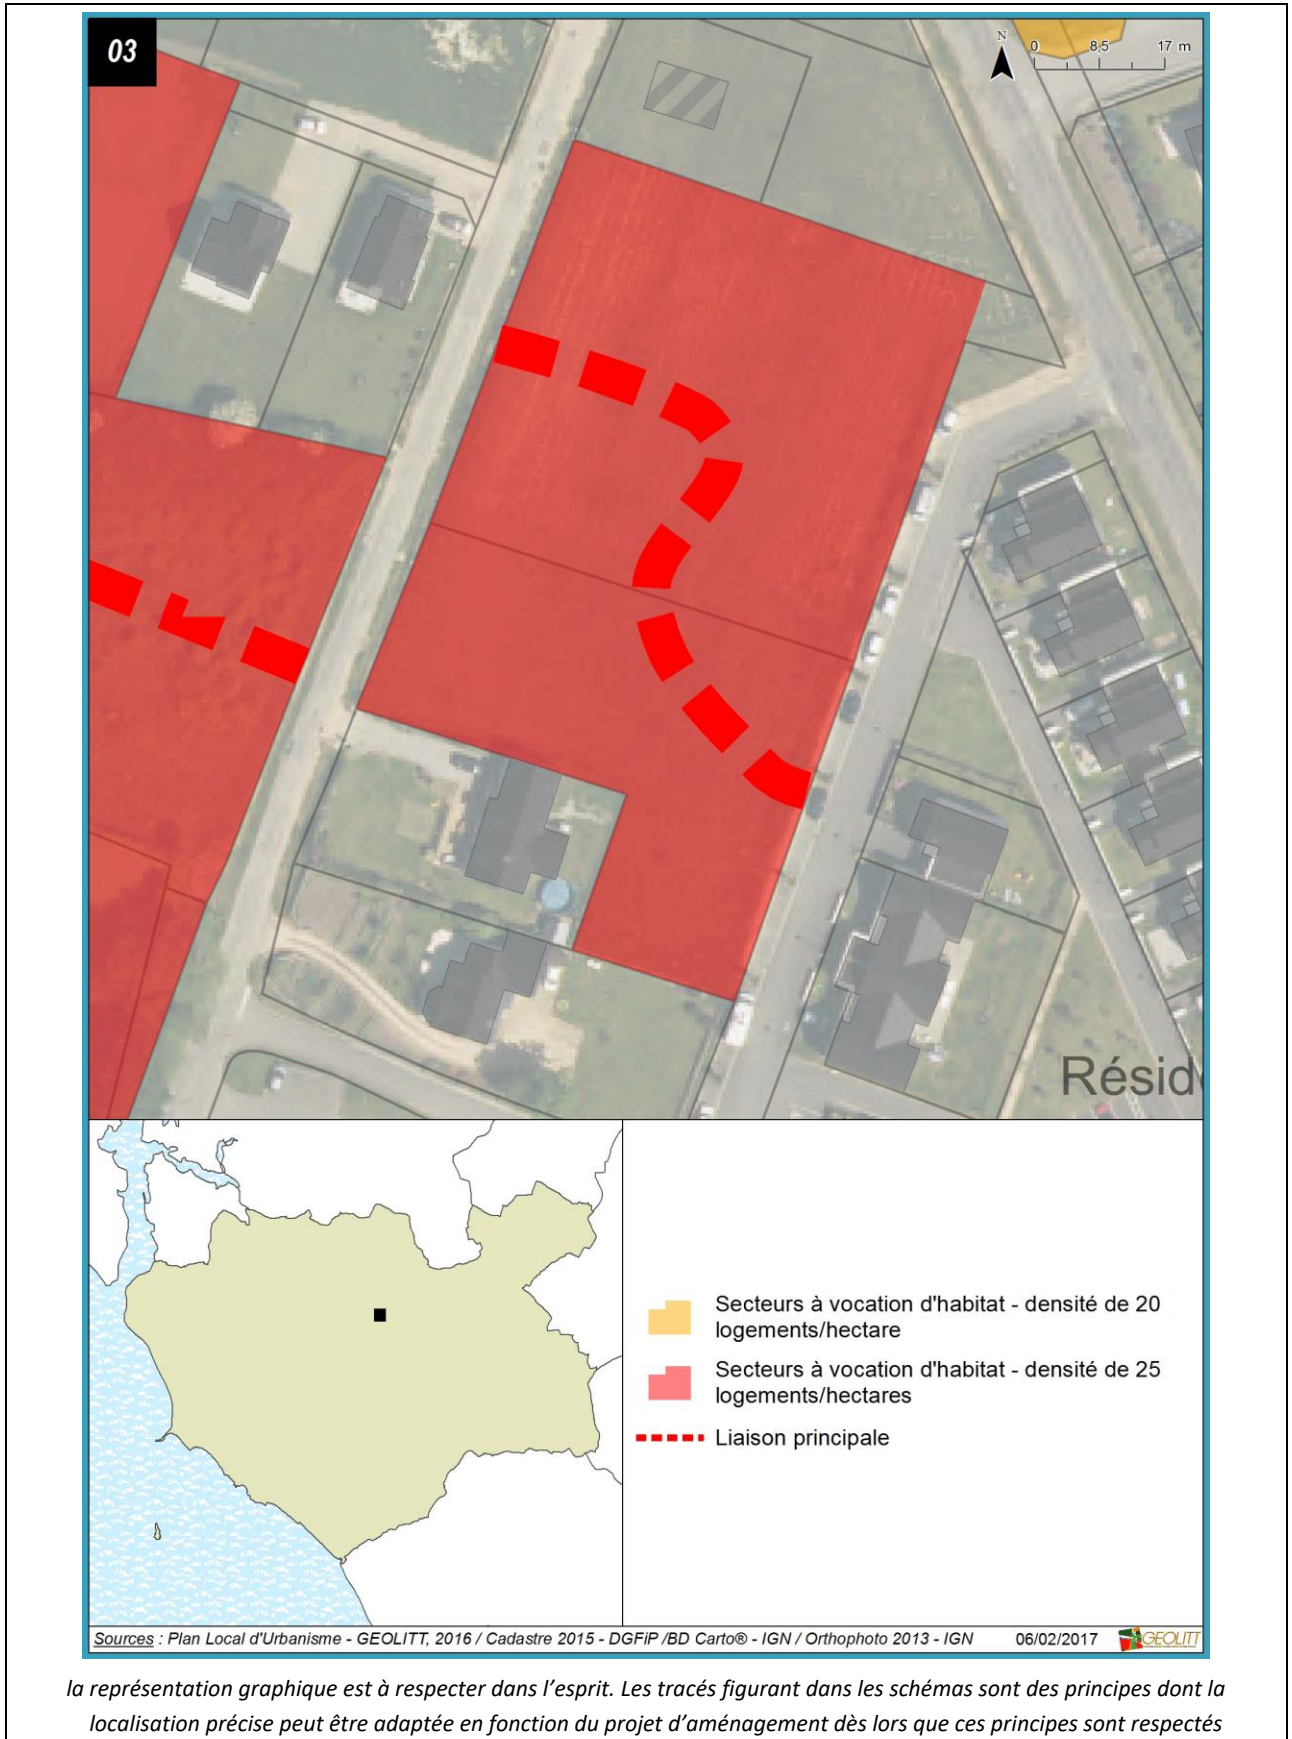 03
N
0 8,5 17 m
Résid
Secteurs à vocation d'habitat - densité de 20
logements/hectare
Secteurs à vocation d'habitat - densité de 25
logements/hectares
Liaison principale
Sources : Plan Local d'Urbanisme - GEOLITT, 2016 / Cadastre 2015 - DGFiP /BD Carto® - IGN / Orthophoto 2013 - IGN 06/02/2017 GEOLITT
la représentation graphique est à respecter dans l'esprit. Les tracés figurant dans les schémas sont des principes dont la
localisation précise peut être adaptée en fonction du projet d'aménagement dès lors que ces principes sont respectés